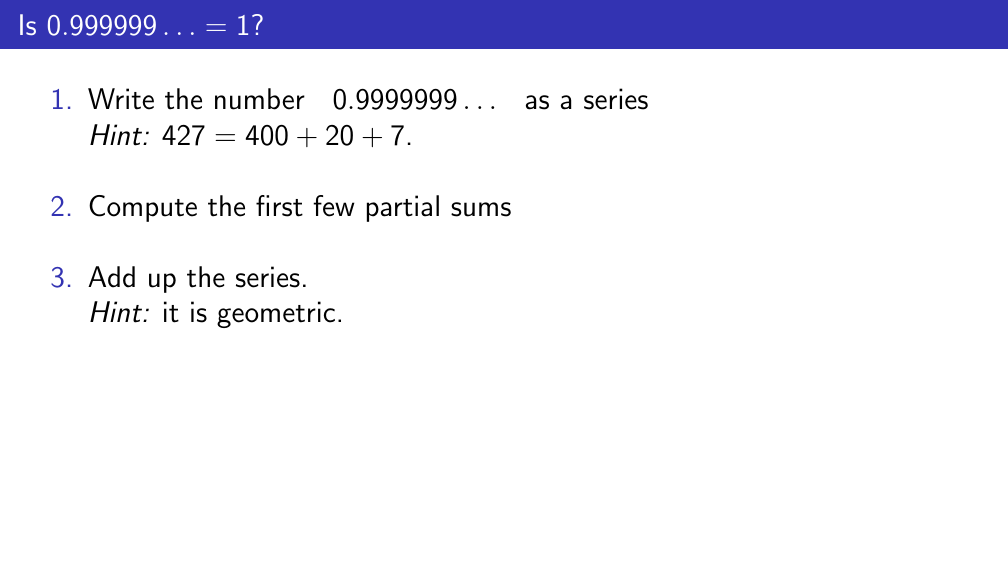 Is 0.999999... = 1?
1. Write the number 0.9999999... as a series
Hint: 427 = 400 + 20 + 7.
2. Compute the first few partial sums
3. Add up the series.
Hint: it is geometric.